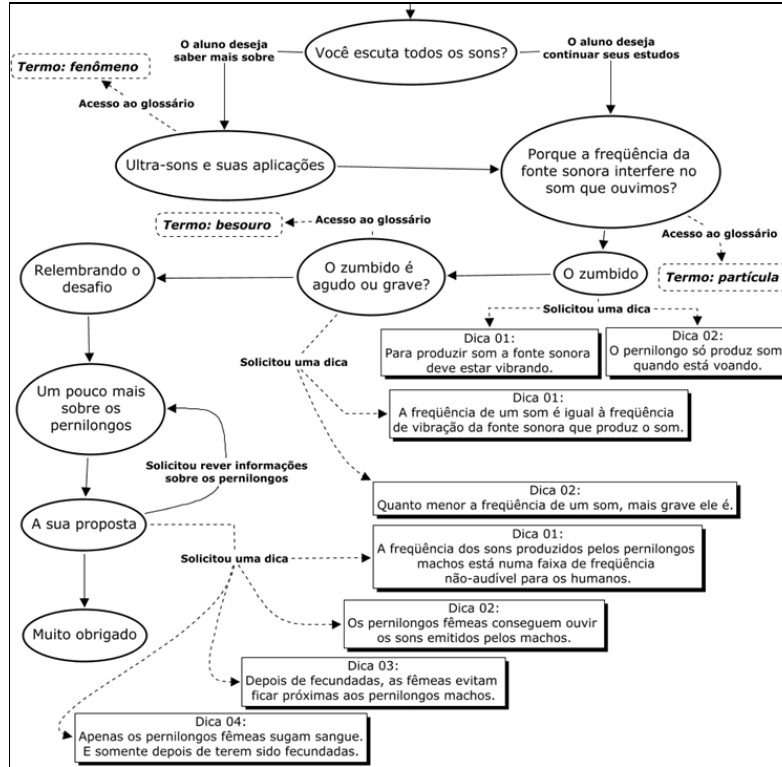 O aluno deseja
saber mais sobre
Você escuta todos os sons?
O aluno deseja
continuar seus estudos
Termo: fenômeno
Acesso ao glossário
Ultra-sons e suas aplicações
Porque a freqüência da
fonte sonora interfere no
som que ouvimos?
Termo: besouro
Acesso ao glossário
Acesso ao glossário
Relembrando o
desafio
O zumbido é
agudo ou grave?
O zumbido
Termo: partícula
Solicitou uma dica
Dica 01:
Para produzir som a fonte sonora
deve estar vibrando.
Dica 02:
O pernilongo só produz som
quando está voando.
Solicitou uma dica
Um pouco mais
sobre os
pernilongos
Dica 01:
A freqüência de um som é igual à freqüência
de vibração da fonte sonora que produz o som.
Solicitou rever informações
sobre os pernilongos
Dica 02:
Quanto menor a freqüência de um som, mais grave ele é.
A sua proposta
Solicitou uma dica
Dica 01:
A freqüência dos sons produzidos pelos pernilongos
machos está numa faixa de freqüência
não-audível para os humanos.
Dica 02:
Os pernilongos fêmeas conseguem ouvir
os sons emitidos pelos machos.
Muito obrigado
Dica 03:
Depois de fecundadas, as fêmeas evitam
ficar próximas aos pernilongos machos.
Dica 04:
Apenas os pernilongos fêmeas sugam sangue.
E somente depois de terem sido fecundadas.